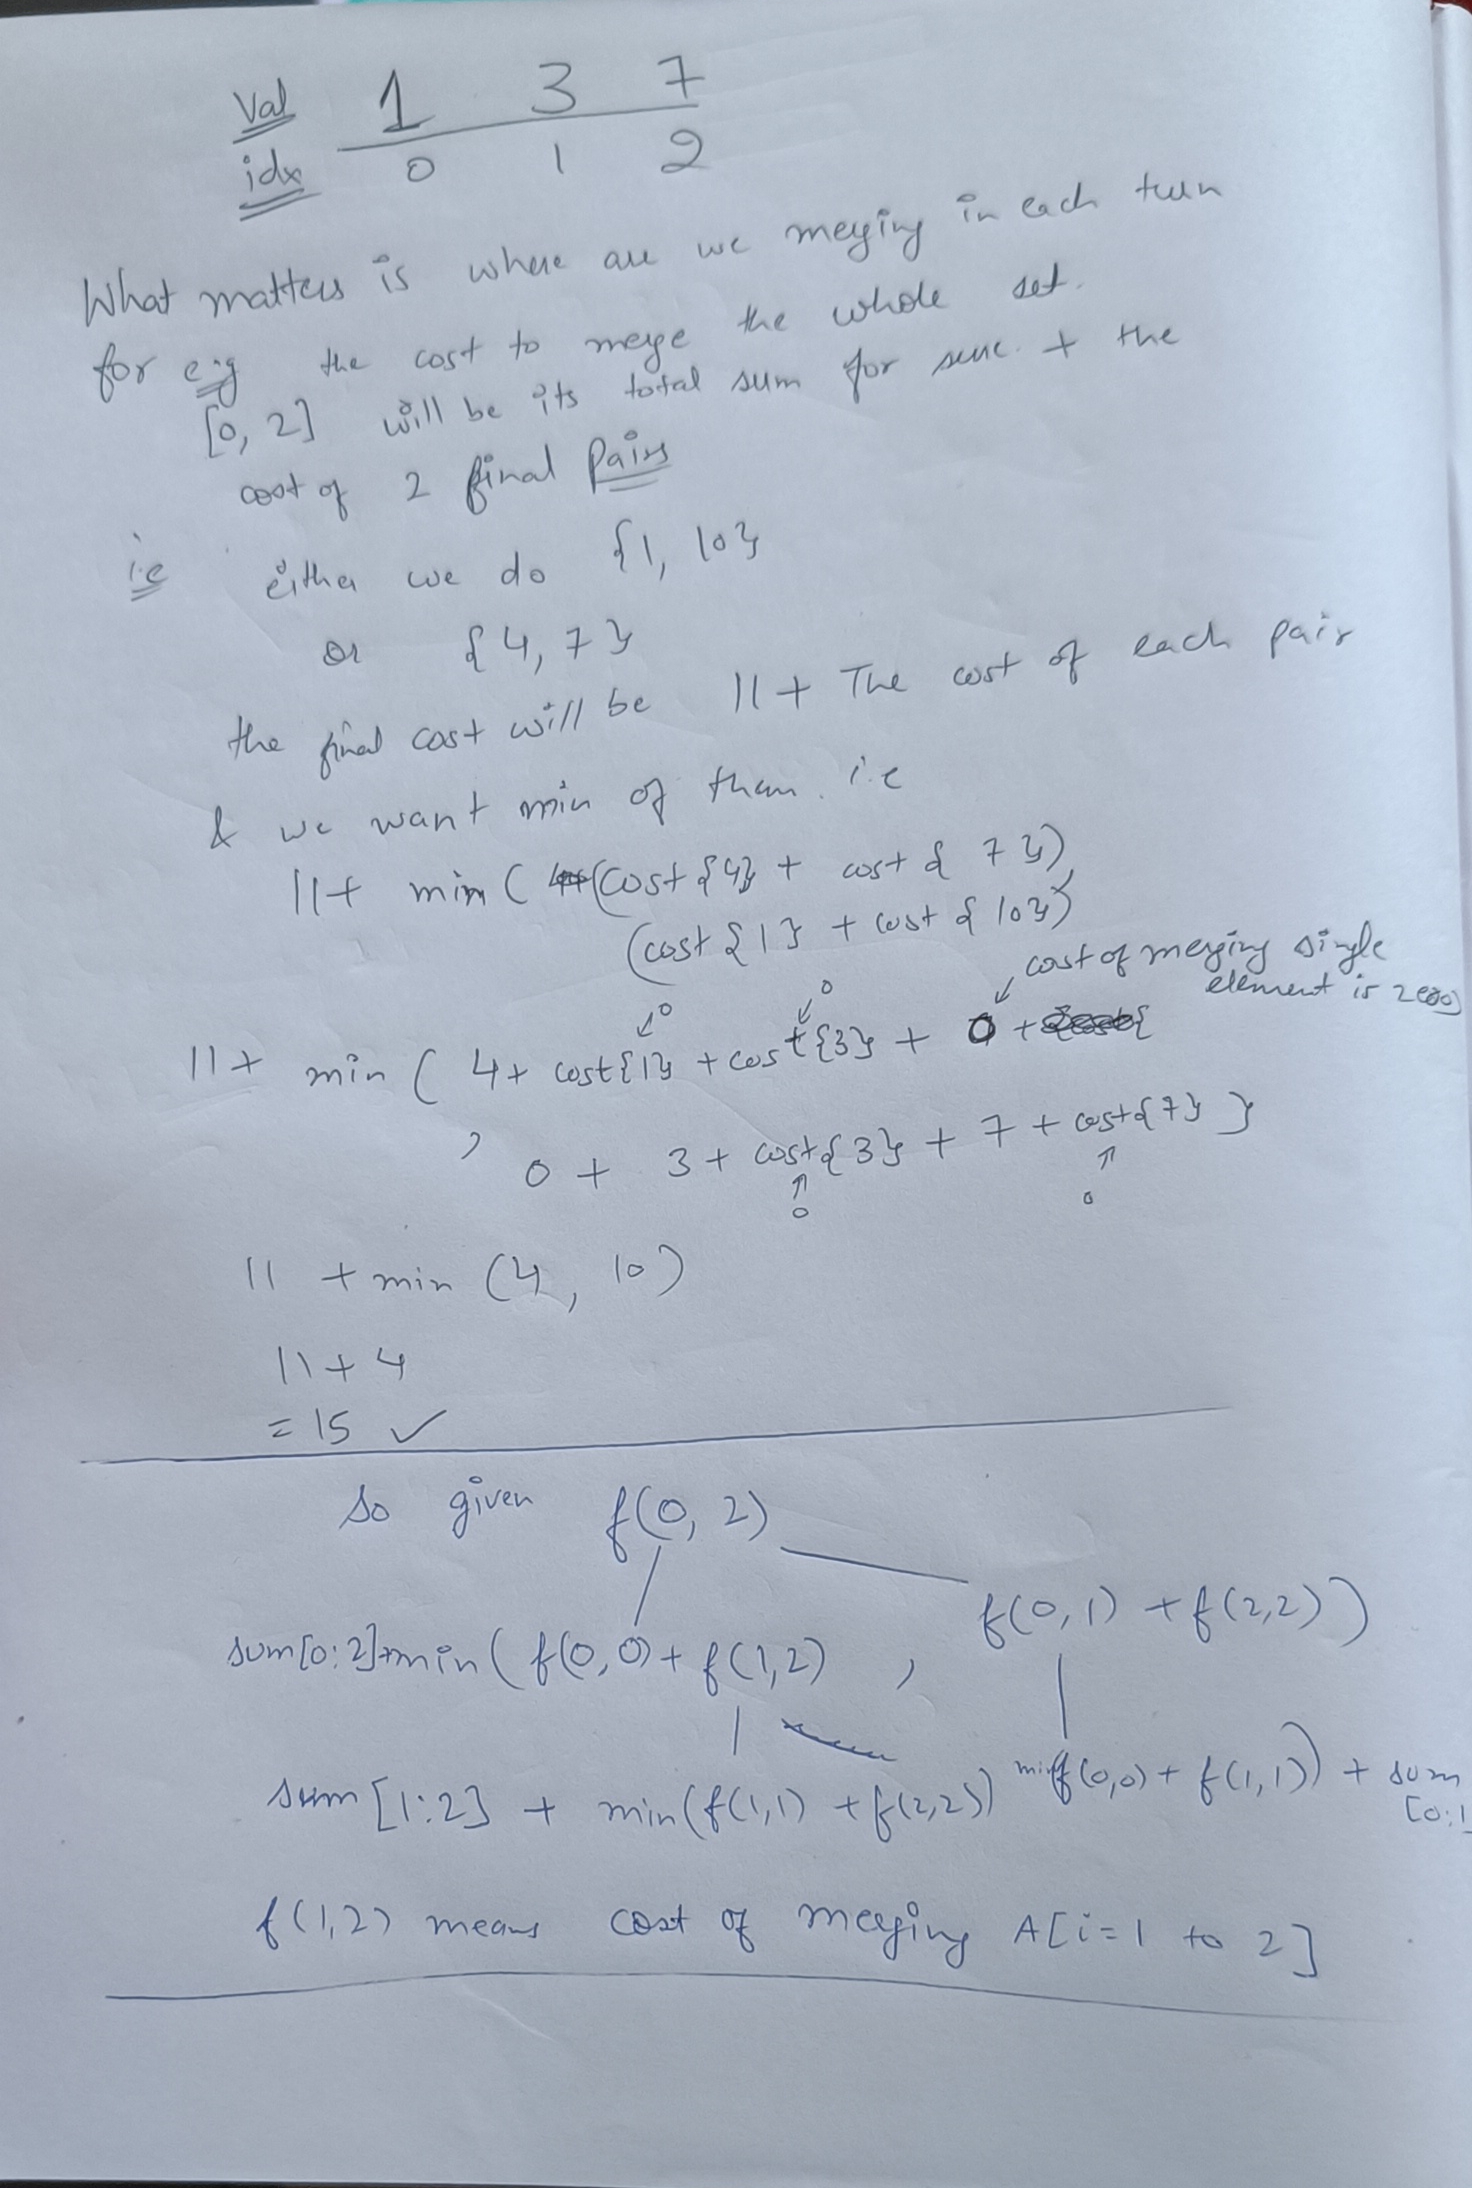 Val 1 3 7
idx 0 1 2
What matters is where are we merging in each turn
for e.g the cost to merge the whole set.
[0, 2] will be its total sum for sure. + the
cost of 2 final Pairs
i.e either we do {1, 10}
or {4, 7}
the final cost will be 11 + The cost of each pair
& we want min of them. i.e
11+ min ( (cost {4} + cost { 7 }),
(cost {1} + cost {10})
cost of merging single
element is zero)
0 0
11+ min ( 4+ cost{1} + cost{3} + 0 +
, 0 + 3 + cost{3} + 7 + cost{7} }
0 0
11 + min (4, 10)
11+4
= 15 ✓
So given f(0, 2)
f(0,1) + f(2,2))
sum[0:2]+min( f(0,0) + f(1,2) ,
sum [1:2] + min(f(1,1) + f(2,2)) min(f(0,0) + f(1,1)) + sum
[0:1
f(1,2) means cost of merging A[i=1 to 2]